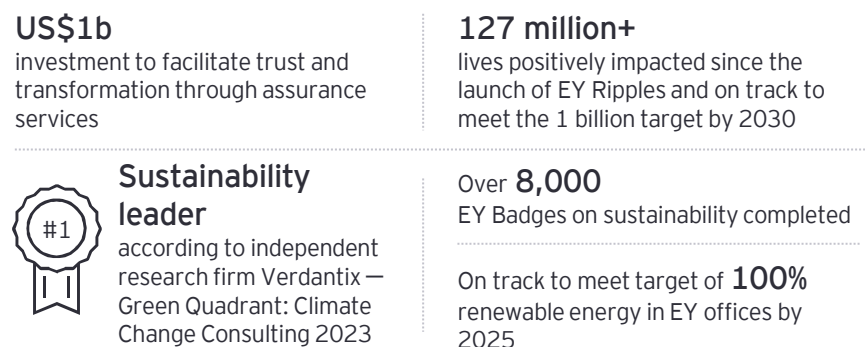 US$1b
investment to facilitate trust and
transformation through assurance
services
127 million+
lives positively impacted since the
launch of EY Ripples and on track to
meet the 1 billion target by 2030
#1
Sustainability
leader
according to independent
research firm Verdantix —
Green Quadrant: Climate
Change Consulting 2023
Over 8,000
EY Badges on sustainability completed
On track to meet target of 100%
renewable energy in EY offices by
2025